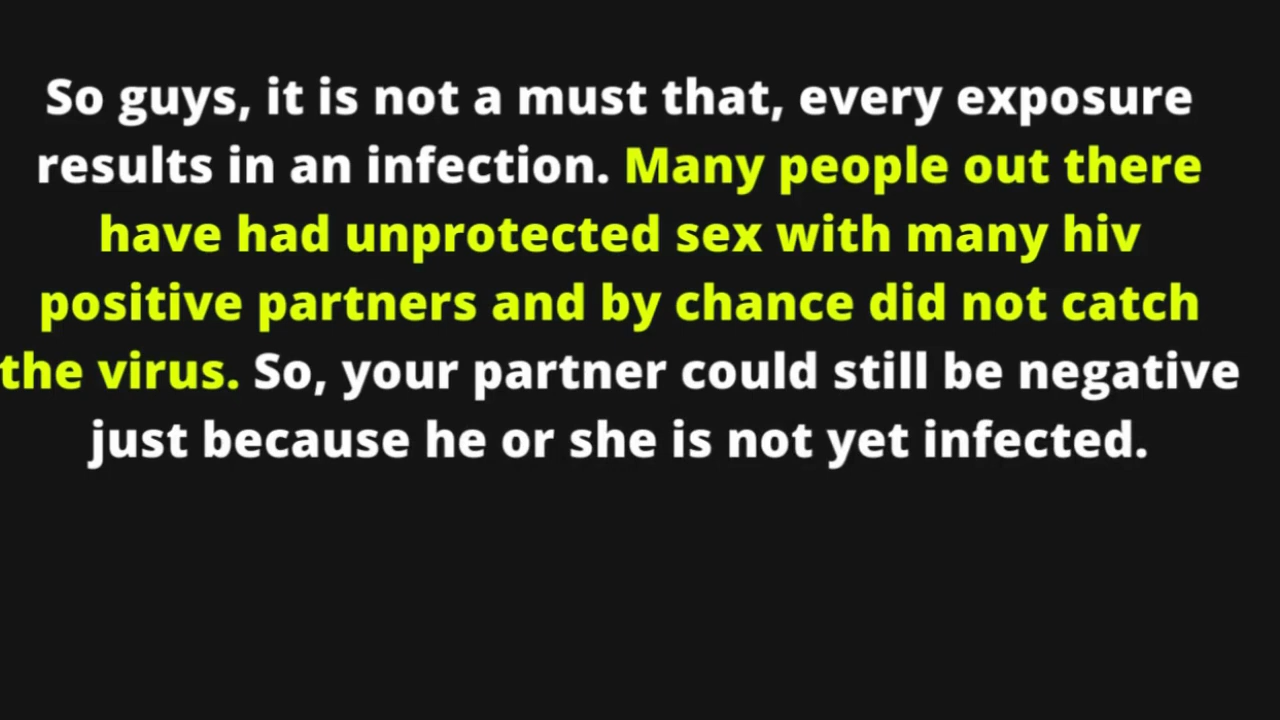 So guys, it is not a must that, every exposure
results in an infection. Many people out there
have had unprotected sex with many hiv
positive partners and by chance did not catch
the virus. So, your partner could still be negative
just because he or she is not yet infected.